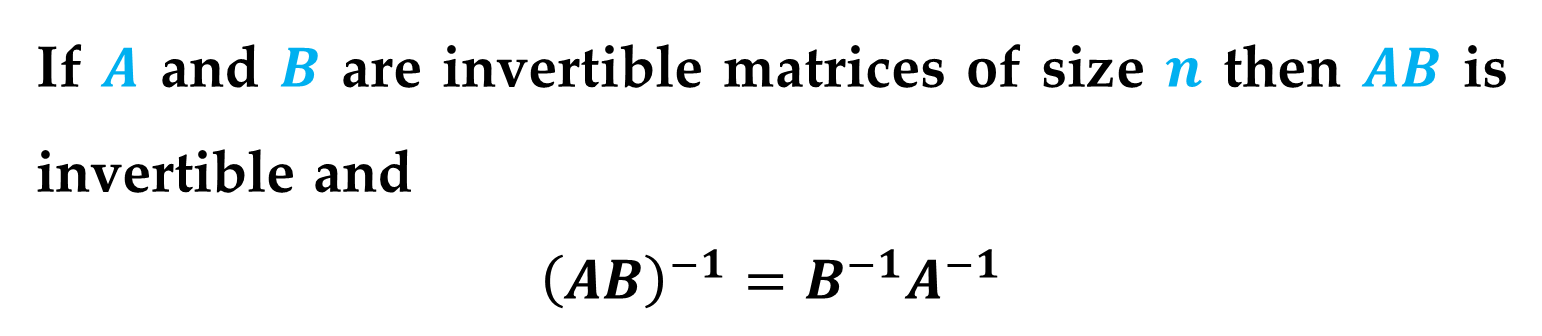 If A and B are invertible matrices of size n then AB is
invertible and
(AB)⁻¹ = B⁻¹A⁻¹